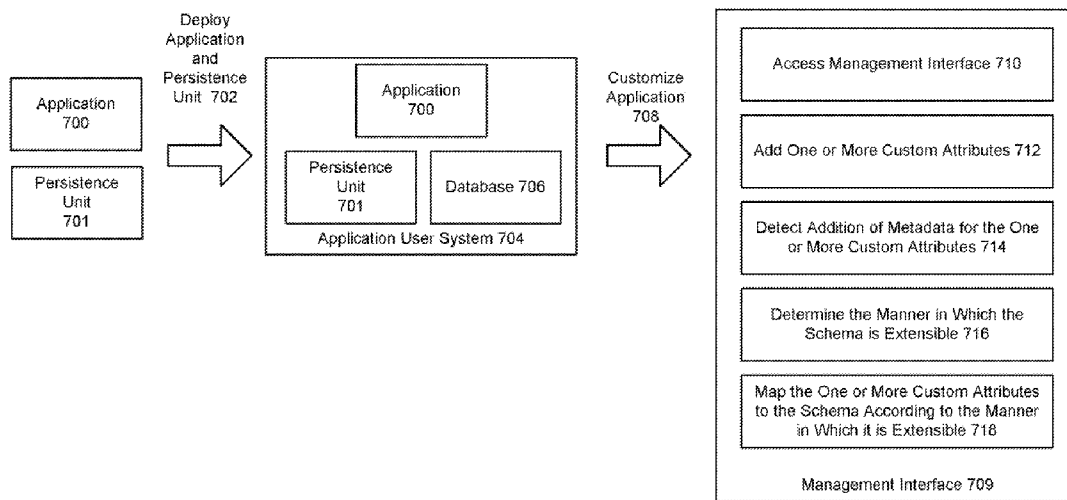 Application
700
Persistence
Unit
701
Deploy
Application
and
Persistence
Unit 702
Application
700
Persistence
Unit
701
Database 706
Application User System 704
Customize
Application
708
Access Management Interface 710
Add One or More Custom Attributes 712
Detect Addition of Metadata for the One
or More Custom Attributes 714
Determine the Manner in Which the
Schema is Extensible 716
Map the One or More Custom Attributes
to the Schema According to the Manner
in Which it is Extensible 718
Management Interface 709